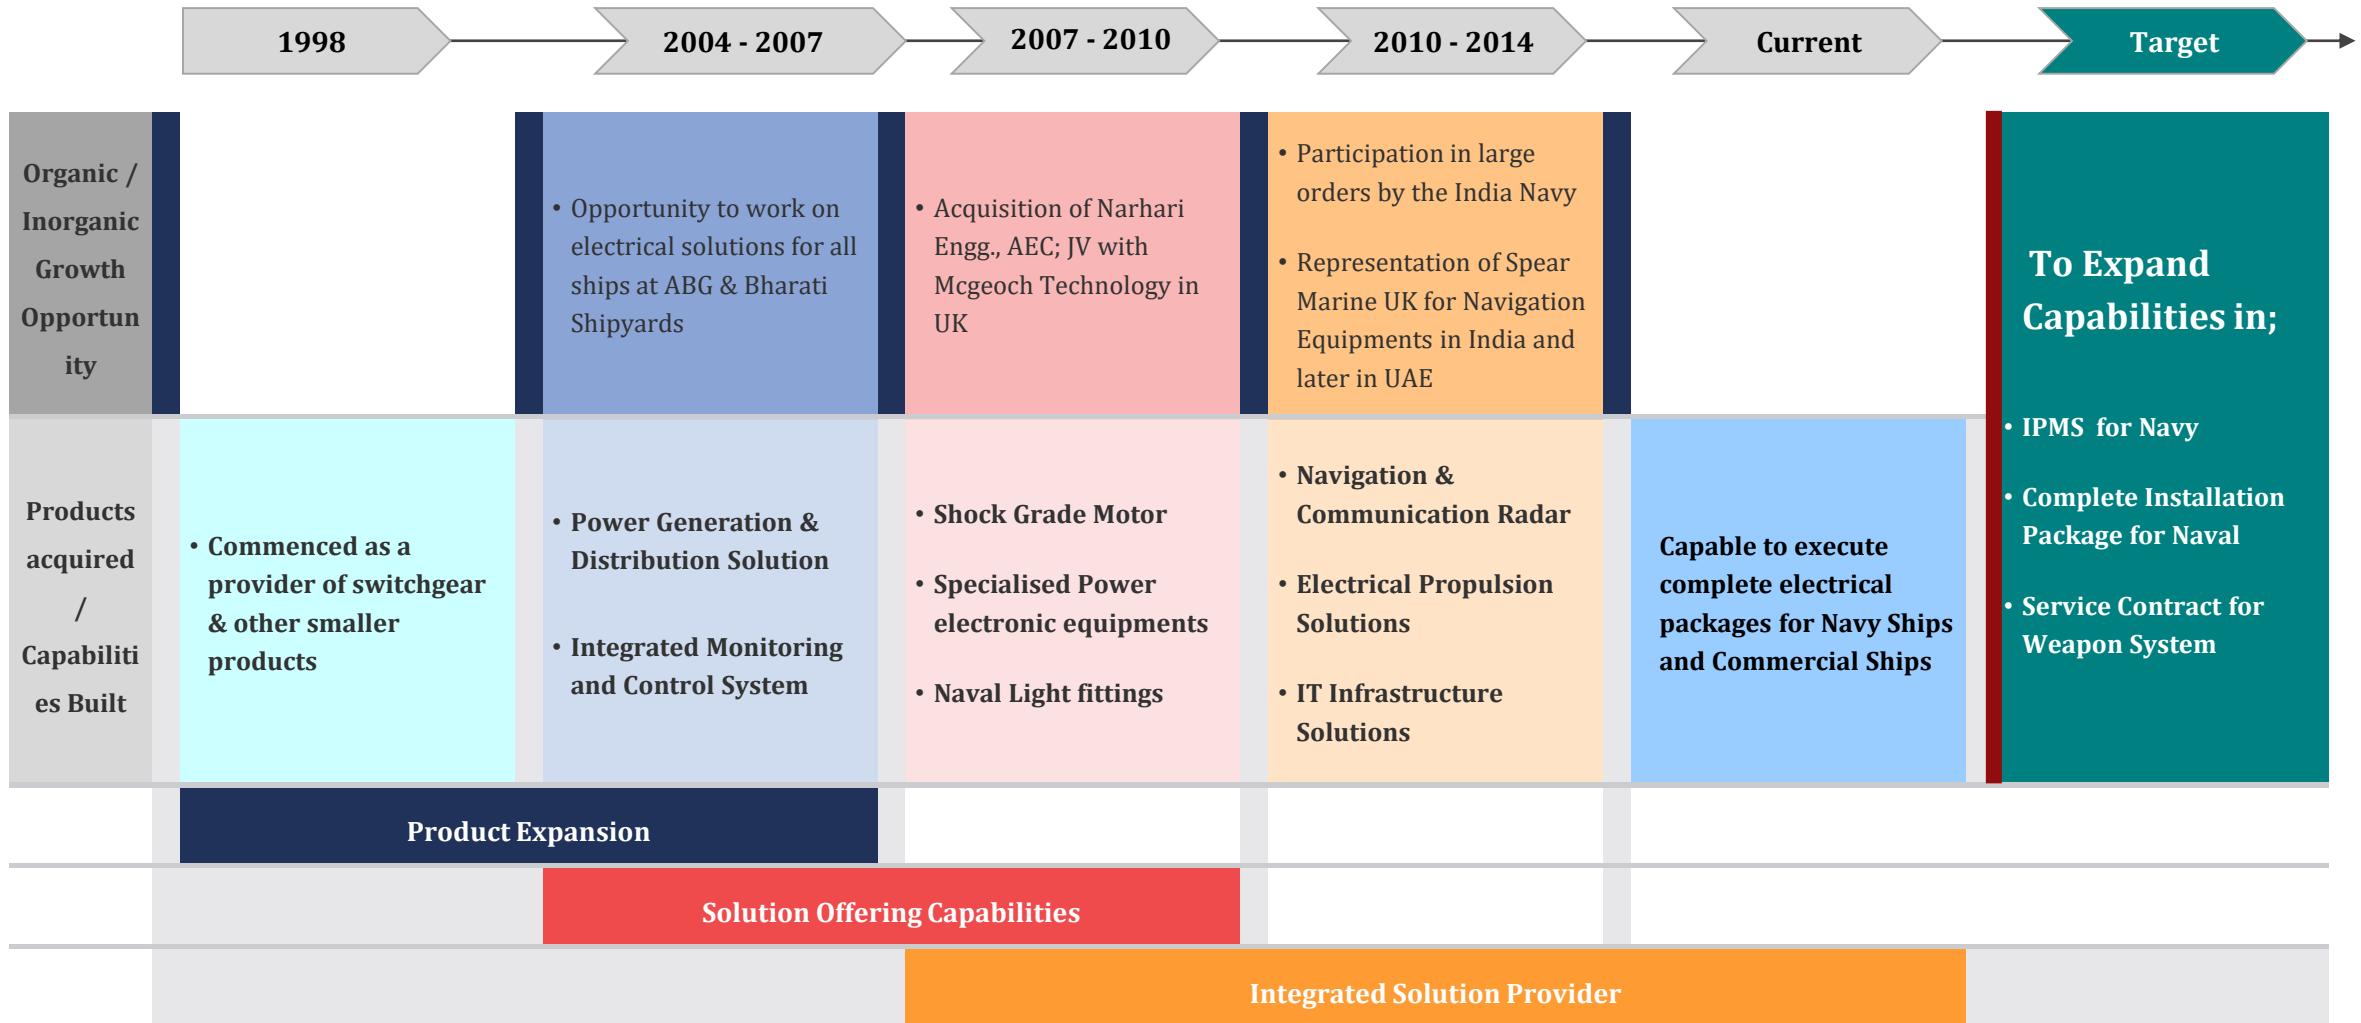 1998
2004 - 2007
2007 - 2010
2010 - 2014
Current
Target
Organic /
Inorganic
Growth
Opportun
ity
• Opportunity to work on
electrical solutions for all
ships at ABG & Bharati
Shipyards
• Acquisition of Narhari
Engg., AEC; JV with
Mcgeoch Technology in
UK
• Participation in large
orders by the India Navy
• Representation of Spear
Marine UK for Navigation
Equipments in India and
later in UAE
To Expand
Capabilities in;
• IPMS for Navy
• Complete Installation
Package for Naval
• Service Contract for
Weapon System
Products
acquired
/
Capabiliti
es Built
• Commenced as a
provider of switchgear
& other smaller
products
• Power Generation &
Distribution Solution
• Integrated Monitoring
and Control System
• Shock Grade Motor
• Specialised Power
electronic equipments
• Naval Light fittings
• Navigation &
Communication Radar
• Electrical Propulsion
Solutions
• IT Infrastructure
Solutions
Capable to execute
complete electrical
packages for Navy Ships
and Commercial Ships
Product Expansion
Solution Offering Capabilities
Integrated Solution Provider